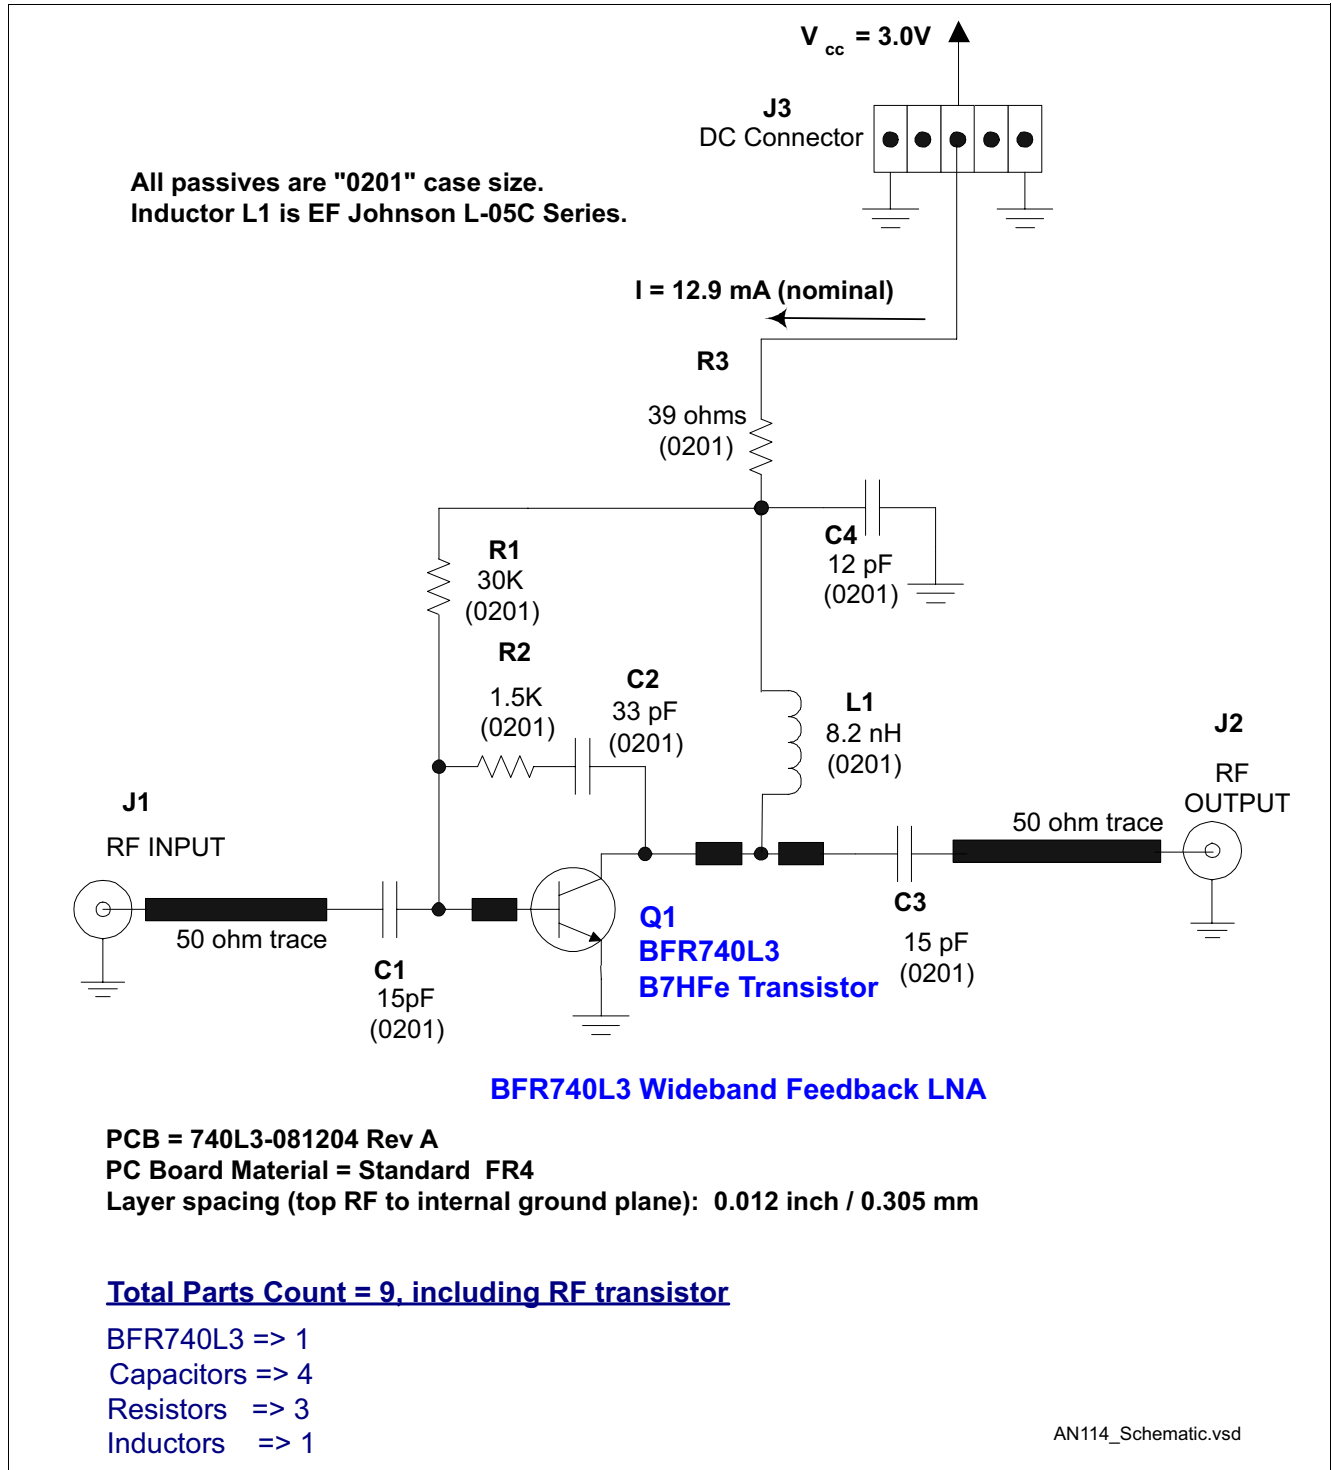 V cc = 3.0V
J3
DC Connector
All passives are "0201" case size.
Inductor L1 is EF Johnson L-05C Series.
I = 12.9 mA (nominal)
R3
39 ohms
(0201)
C4
12 pF
(0201)
R1
30K
(0201)
R2
1.5K
(0201)
C2
33 pF
(0201)
L1
8.2 nH
(0201)
J2
RF
OUTPUT
J1
RF INPUT
50 ohm trace
50 ohm trace
C1
15pF
(0201)
Q1
BFR740L3
B7HFe Transistor
C3
15 pF
(0201)
BFR740L3 Wideband Feedback LNA
PCB = 740L3-081204 Rev A
PC Board Material = Standard FR4
Layer spacing (top RF to internal ground plane): 0.012 inch / 0.305 mm
Total Parts Count = 9, including RF transistor
BFR740L3 => 1
Capacitors => 4
Resistors => 3
Inductors => 1
AN114_Schematic.vsd